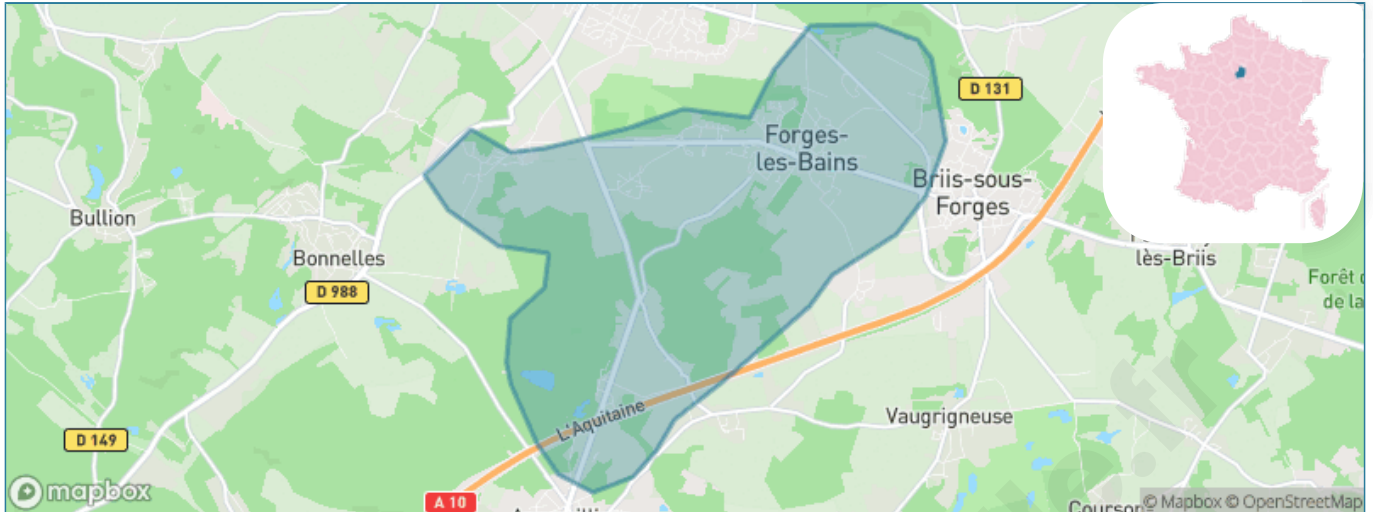 D 131
Forges-
les-Bains
Briis-sous-
Forges
Bullion
Bonnelles
lès-Briis
D 988
Forêt
de la
L'Aquitaine
Vaugrigneuse
D 149
mapbox
A 10
© Mapbox © OpenStreetMap